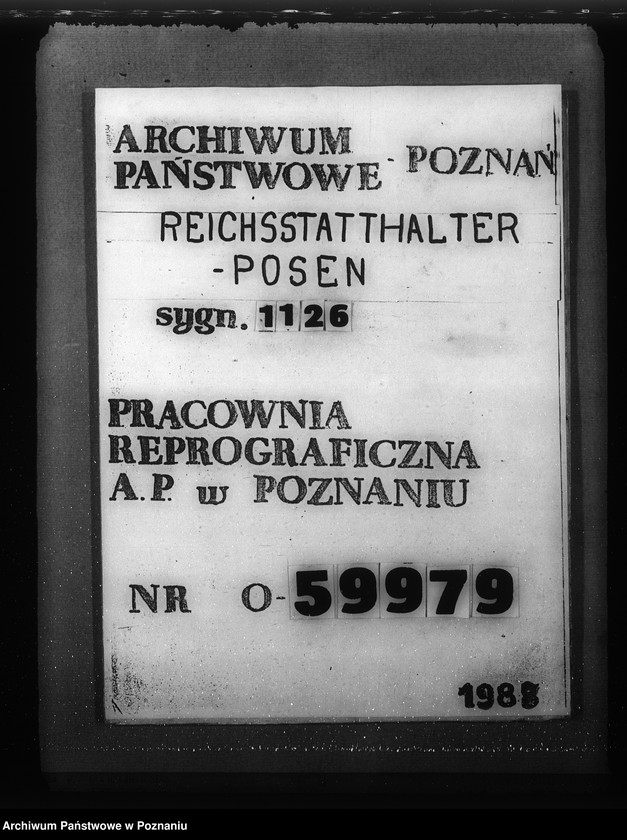 ARCHIWUM
PAŃSTWOWE - POZNAŃ
REICHSSTATTHALTER
-POSEN
sygn. 1126
PRACOWNIA
REPROGRAFICZNA
A.P. w POZNANIU
NR O-59979
1988
Archiwum Państwowe w Poznaniu